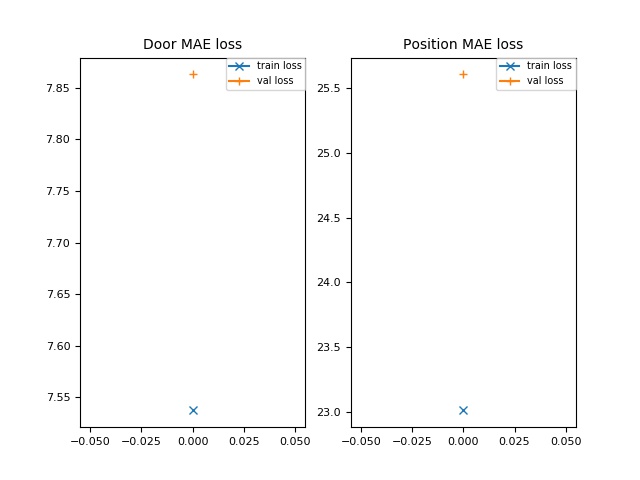 Door MAE loss
train loss
val loss
7.85
7.80
7.75
7.70
7.65
7.60
7.55
−0.050 −0.025 0.000 0.025 0.050
Position MAE loss
train loss
val loss
25.5
25.0
24.5
24.0
23.5
23.0
−0.050 −0.025 0.000 0.025 0.050